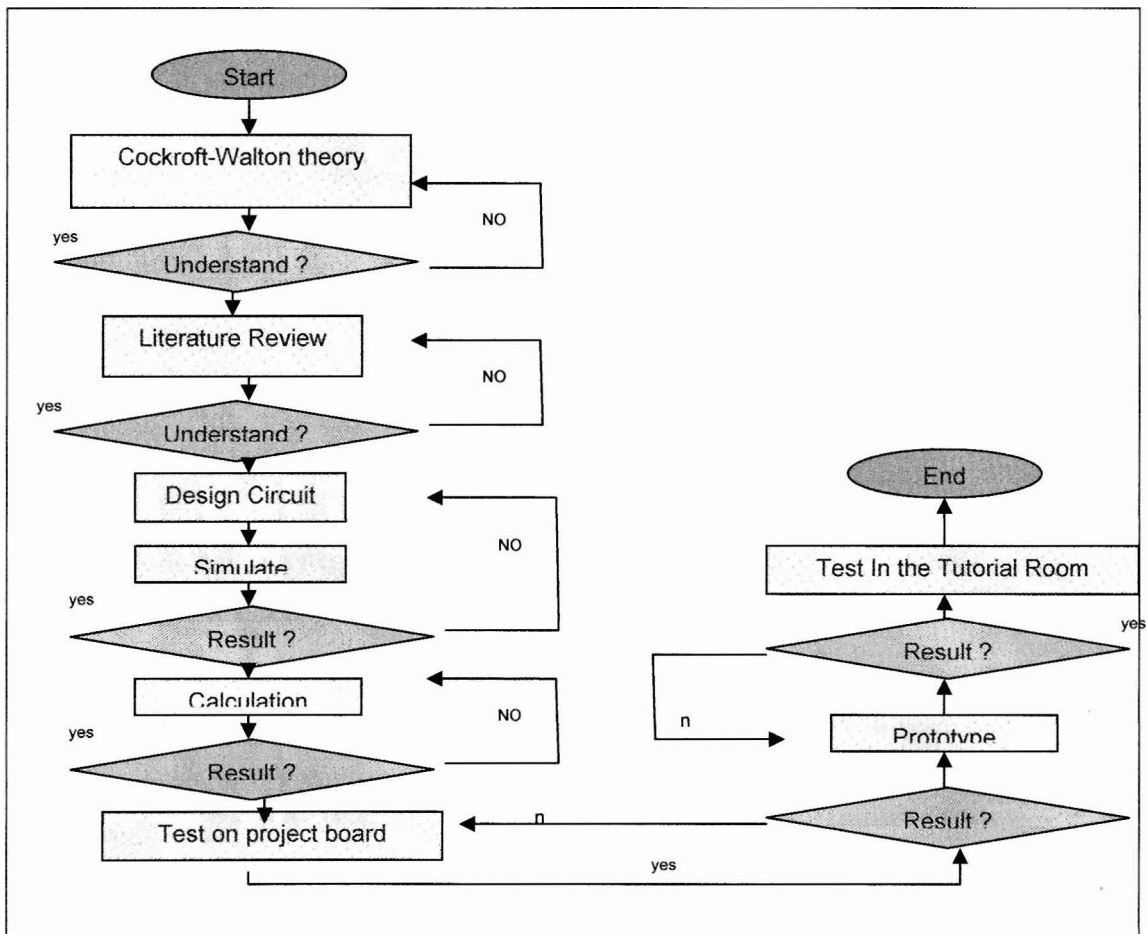 Start
Cockroft-Walton theory
NO
yes
Understand ?
Literature Review
NO
yes
Understand ?
Design Circuit
NO
Simulate
yes
Result ?
Calculation
NO
yes
Result ?
Test on project board
n
yes
Result ?
n
Prototype
Result ?
yes
Test In the Tutorial Room
End